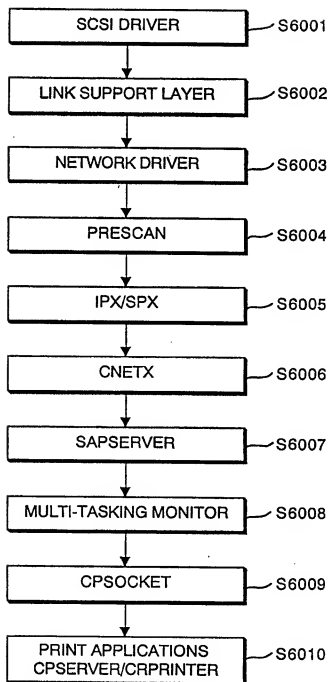 SCSI DRIVER S6001
LINK SUPPORT LAYER S6002
NETWORK DRIVER S6003
PRESCAN S6004
IPX/SPX S6005
CNETX S6006
SAPSERVER S6007
MULTI-TASKING MONITOR S6008
CPSOCKET S6009
PRINT APPLICATIONS S6010
CPSERVER/CRPRINTER